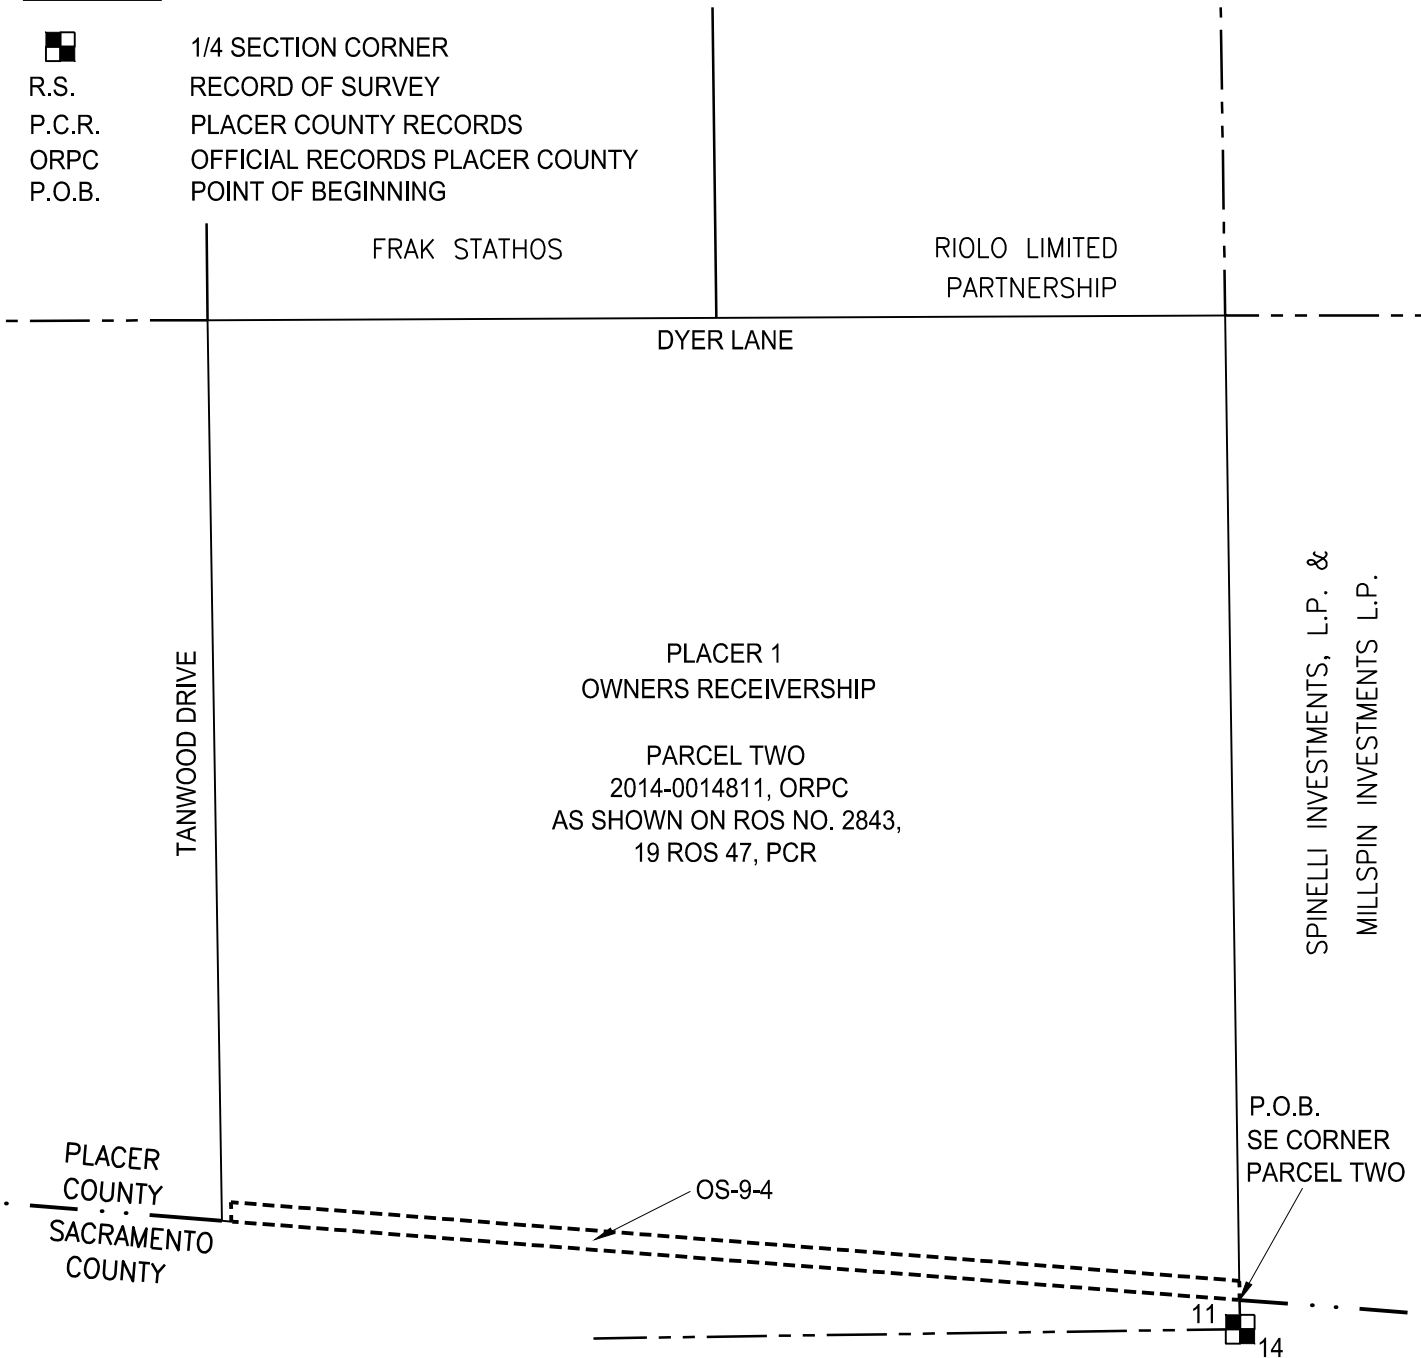 1/4 SECTION CORNER
R.S. RECORD OF SURVEY
P.C.R. PLACER COUNTY RECORDS
ORPC OFFICIAL RECORDS PLACER COUNTY
P.O.B. POINT OF BEGINNING
FRAK STATHOS
RIOLO LIMITED
PARTNERSHIP
DYER LANE
TANWOOD DRIVE
PLACER 1
OWNERS RECEIVERSHIP
PARCEL TWO
2014-0014811, ORPC
AS SHOWN ON ROS NO. 2843,
19 ROS 47, PCR
SPINELLI INVESTMENTS, L.P. &
MILLSPIN INVESTMENTS L.P.
P.O.B.
SE CORNER
PARCEL TWO
PLACER
COUNTY
SACRAMENTO
COUNTY
OS-9-4
11
14